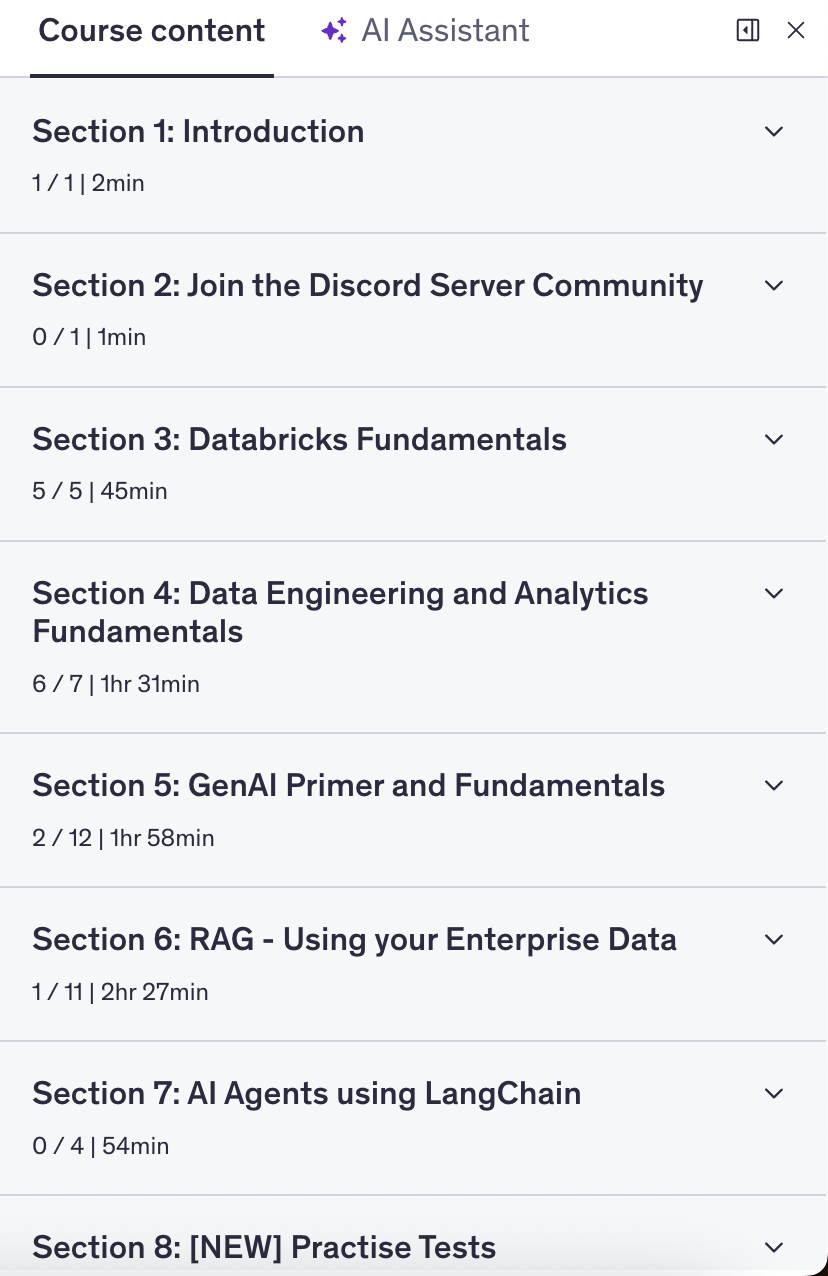 Course content
AI Assistant
Section 1: Introduction
1 / 1 | 2min
Section 2: Join the Discord Server Community
0 / 1 | 1min
Section 3: Databricks Fundamentals
5 / 5 | 45min
Section 4: Data Engineering and Analytics
Fundamentals
6 / 7 | 1hr 31min
Section 5: GenAI Primer and Fundamentals
2 / 12 | 1hr 58min
Section 6: RAG - Using your Enterprise Data
1 / 11 | 2hr 27min
Section 7: AI Agents using LangChain
0 / 4 | 54min
Section 8: [NEW] Practise Tests